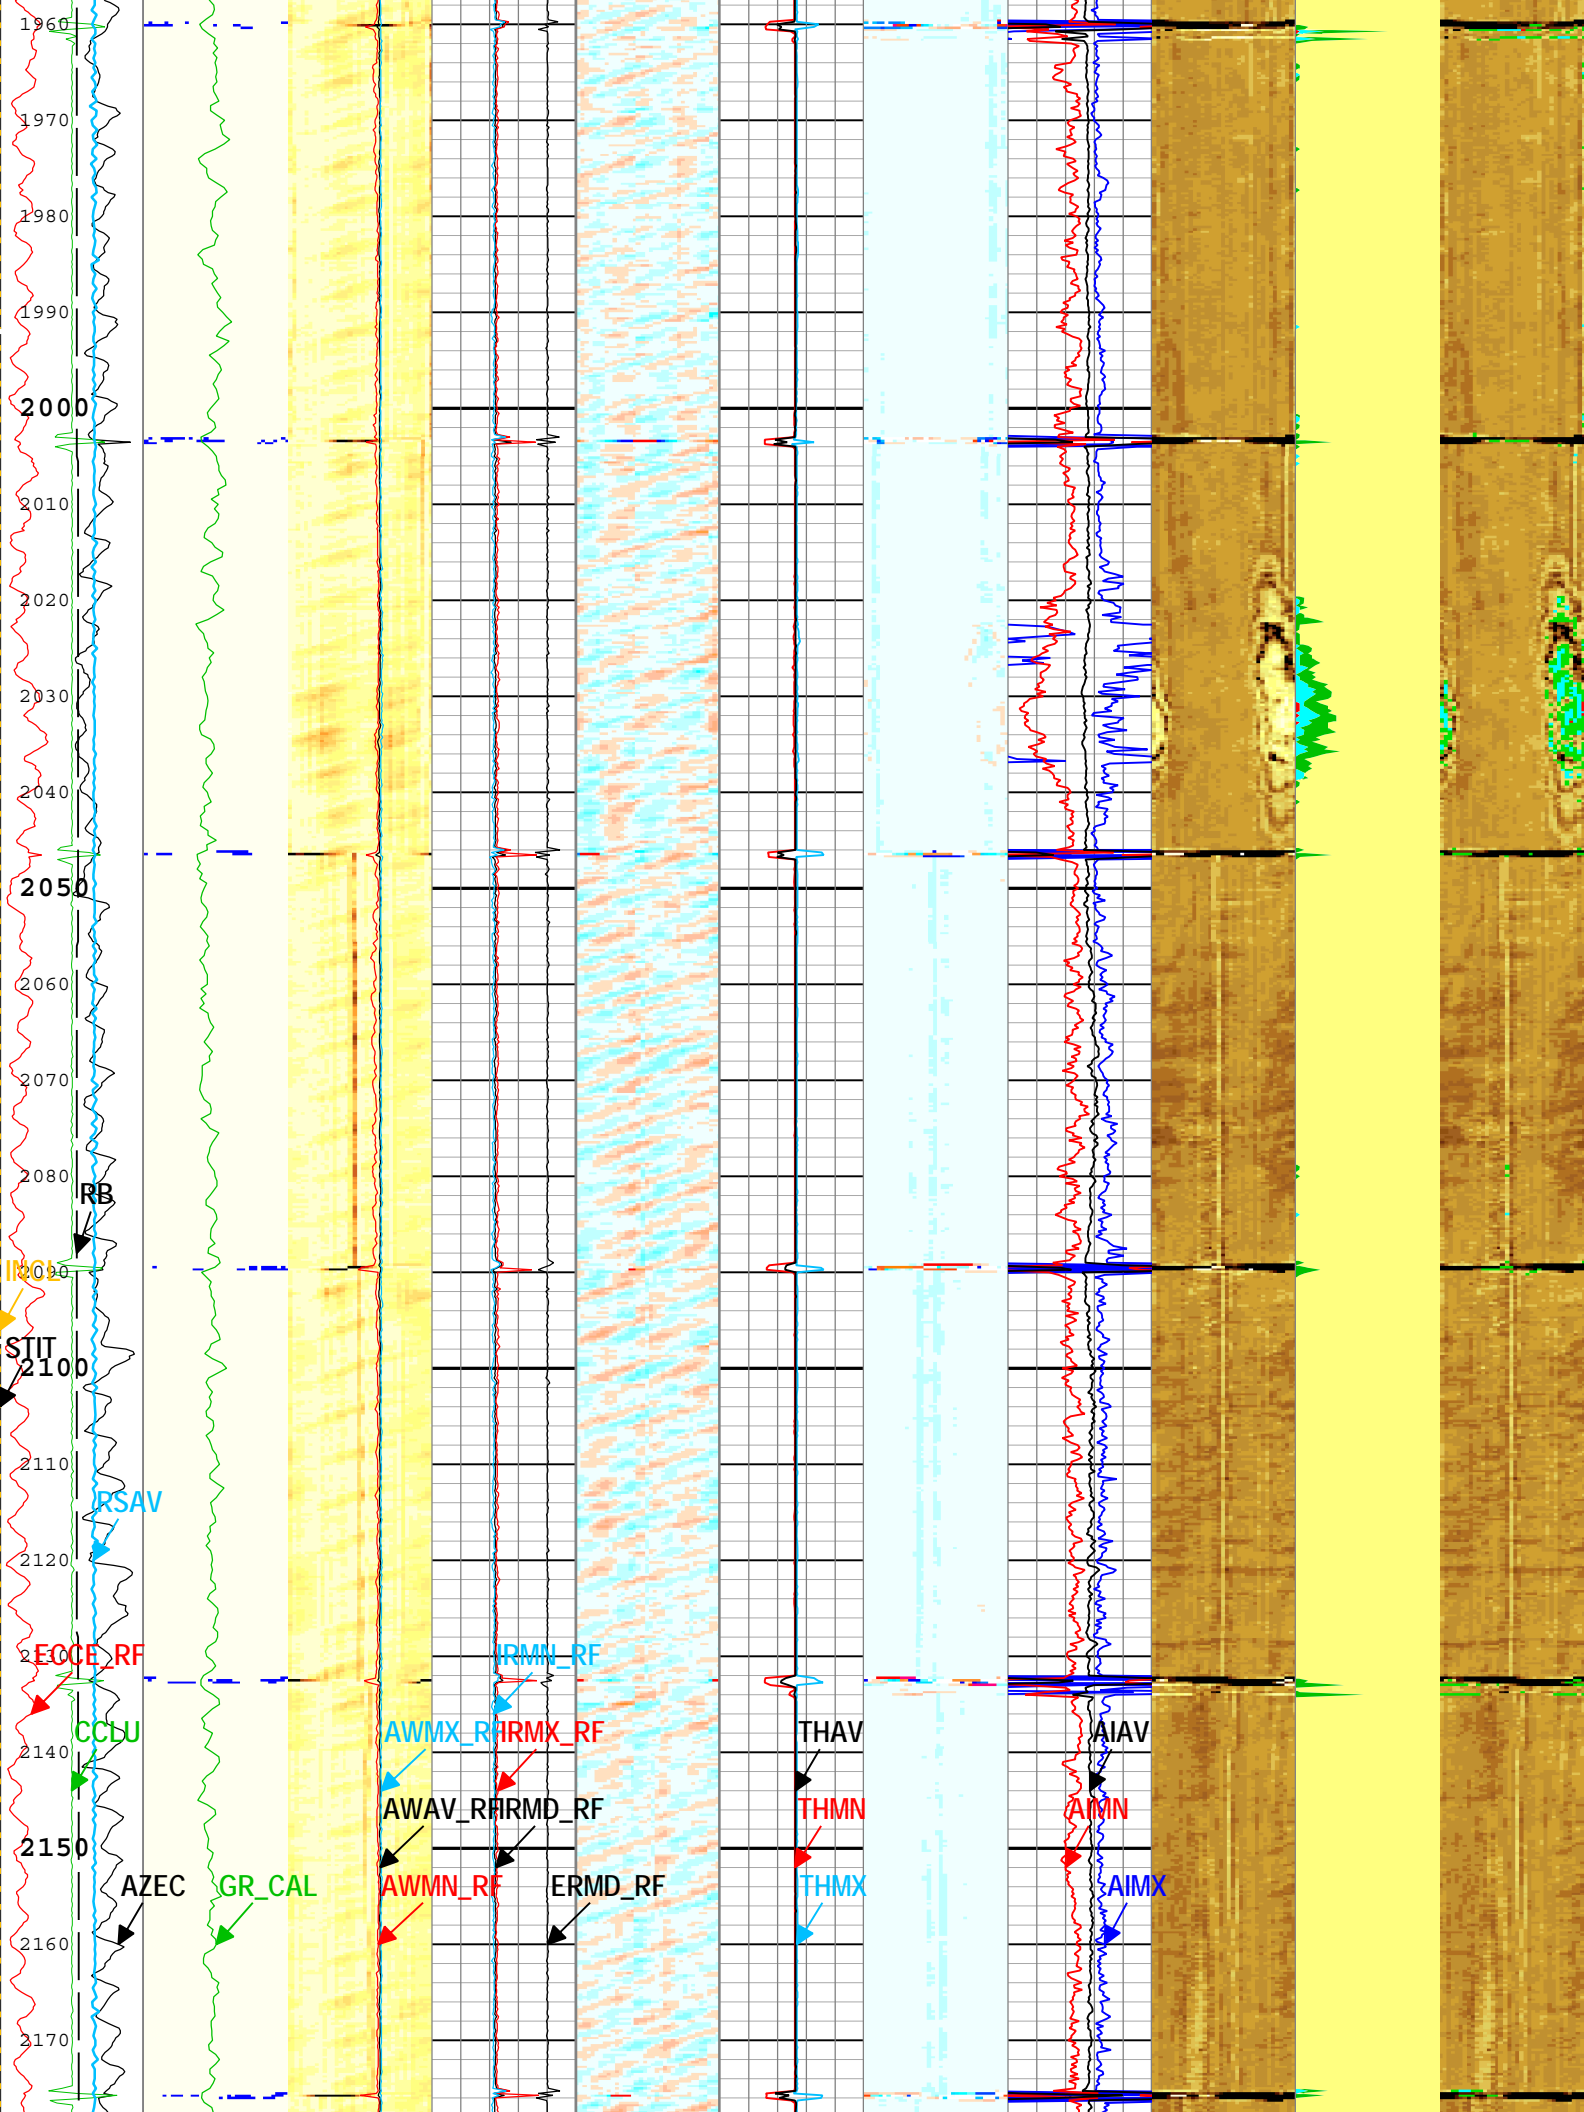 1960
1970
1980
1990
2000
2010
2020
2030
2040
2050
2060
2070
2080
RB
INCL
2090
STIT
2100
2110
RSAV
2120
2130
ECCE_RF IRMN_RF
CCLU AWMX_RF IRMX_RF THAV AIAV
2140
AWAV_RF IRMD_RF THMN AIMN
2150
AZEC GR_CAL AWMN_RF ERMD_RF THMX AIMX
2160
2170